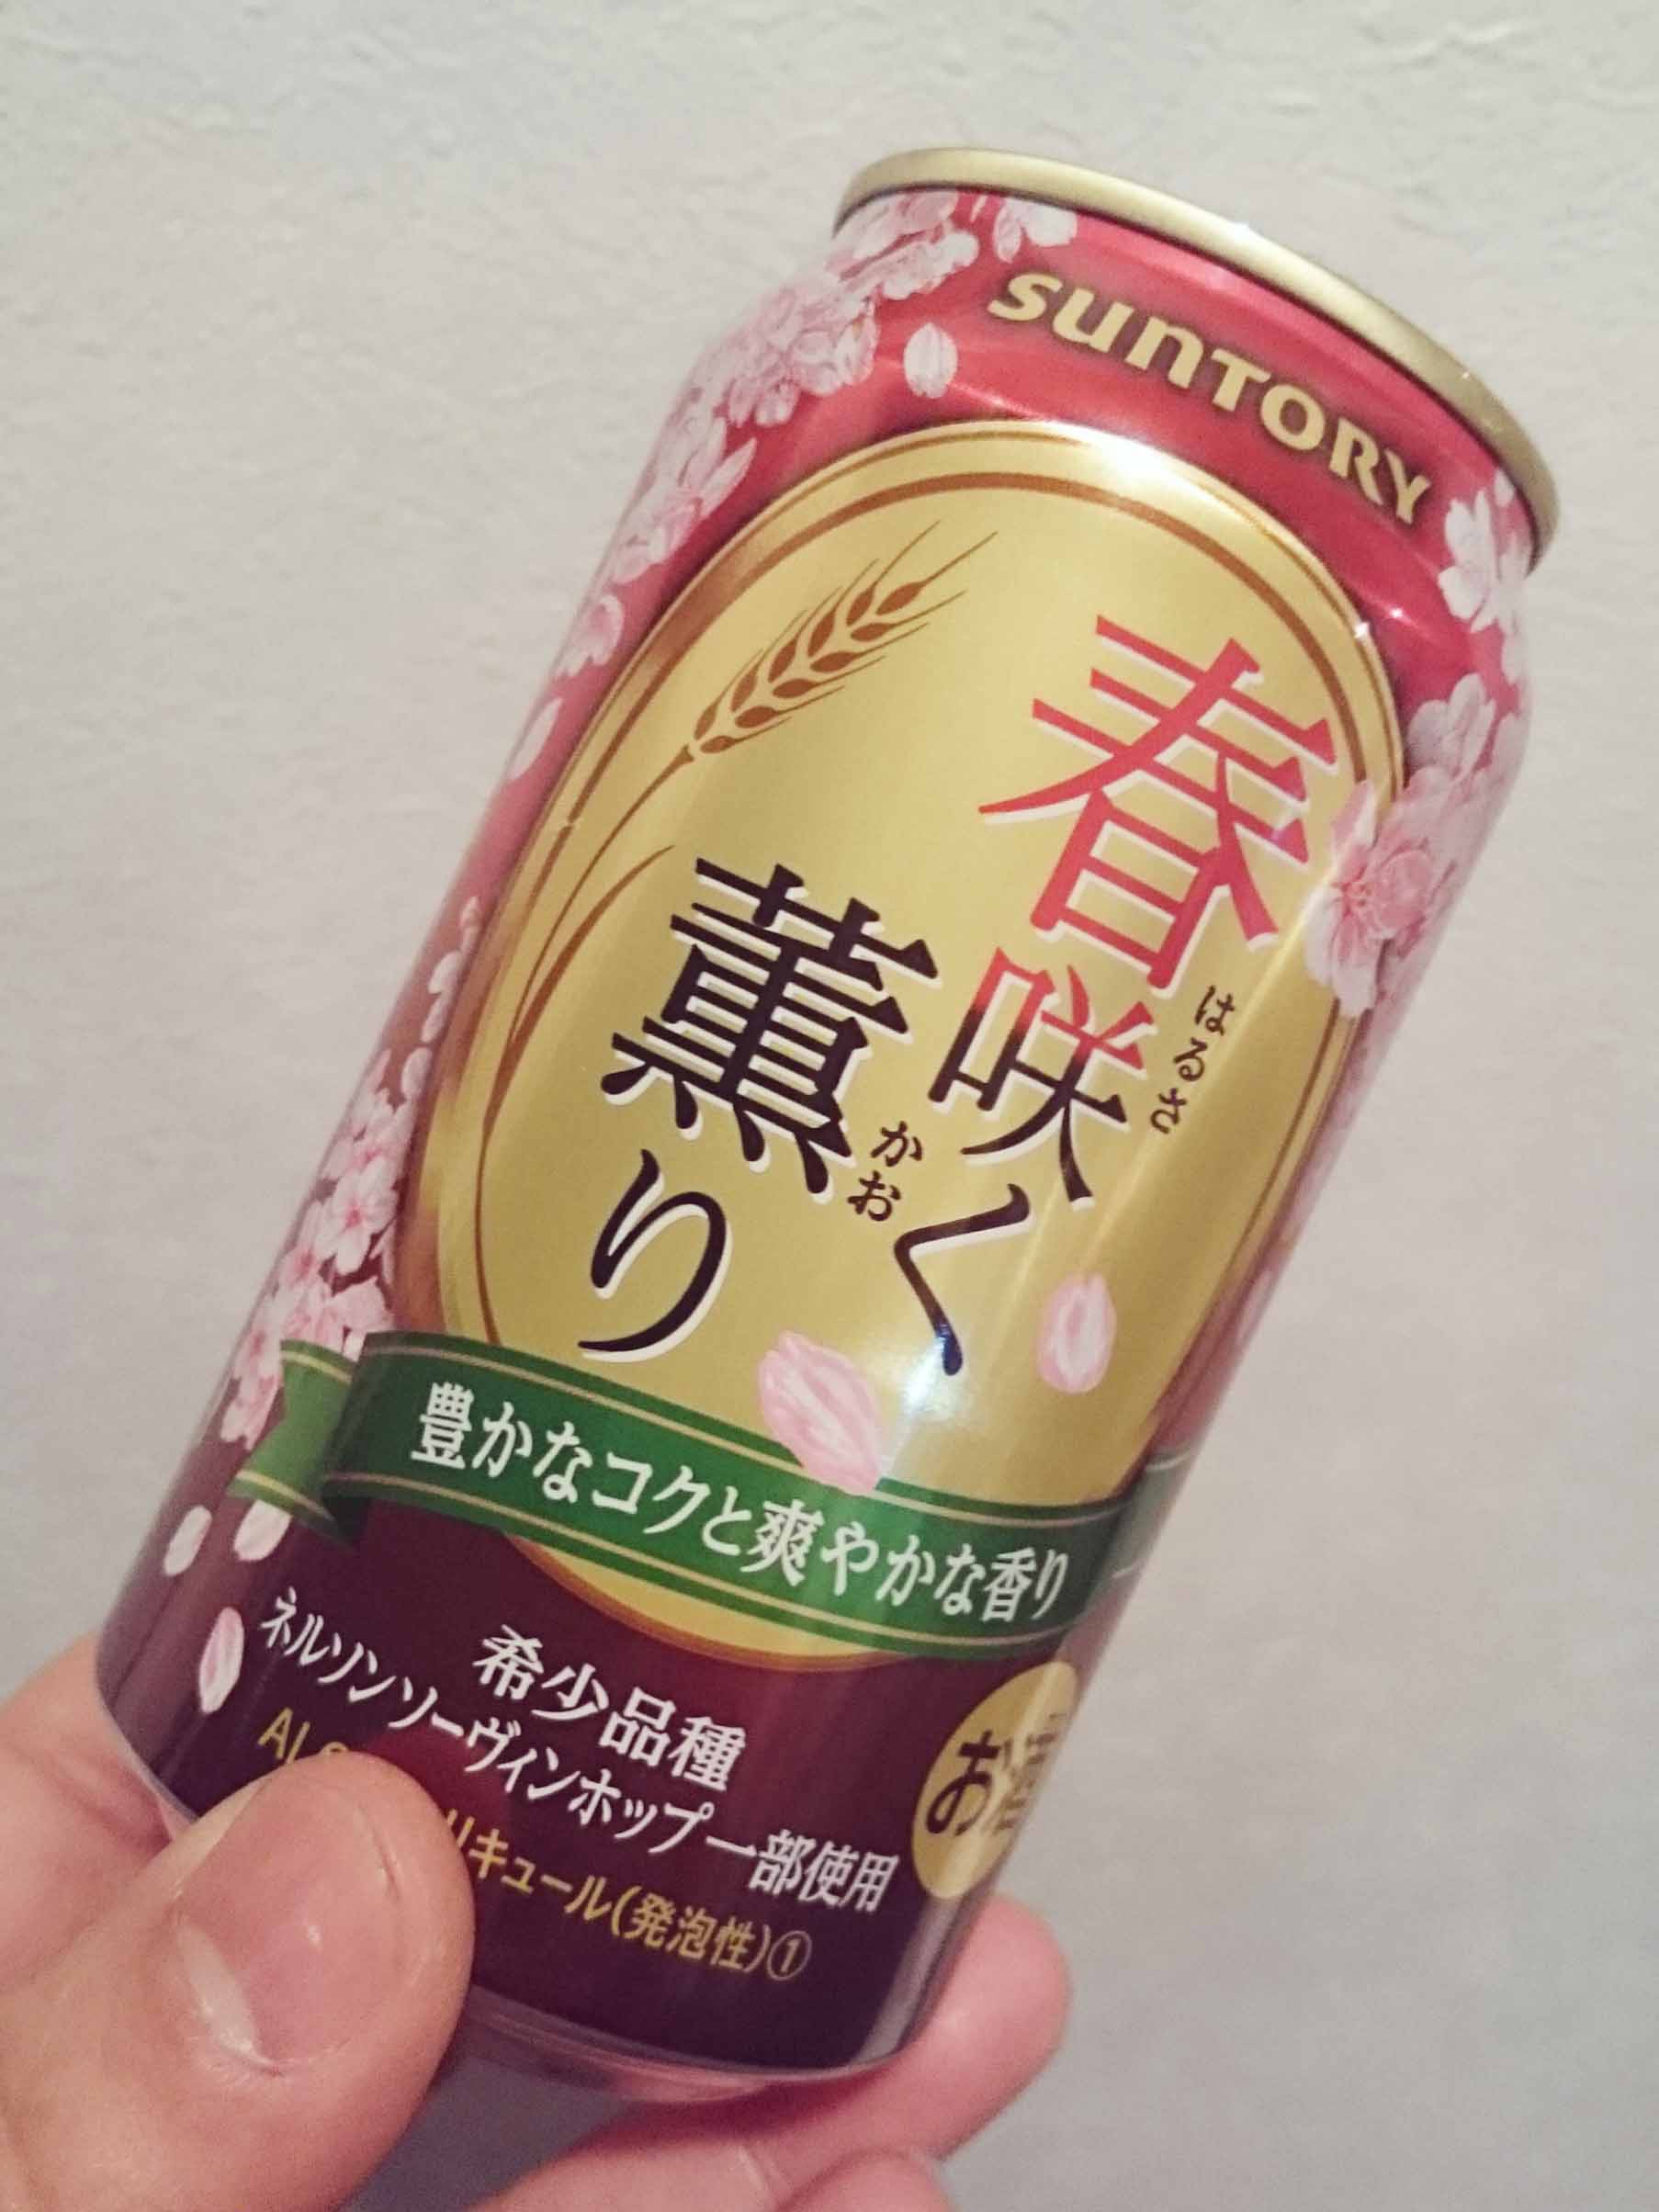 SUNTORY
春咲く
はるさ
薫り
かお
豊かなコクと爽やかな香り
希少品種
ネルソンソーヴィンホップ一部使用
リキュール(発泡性)①
お酒